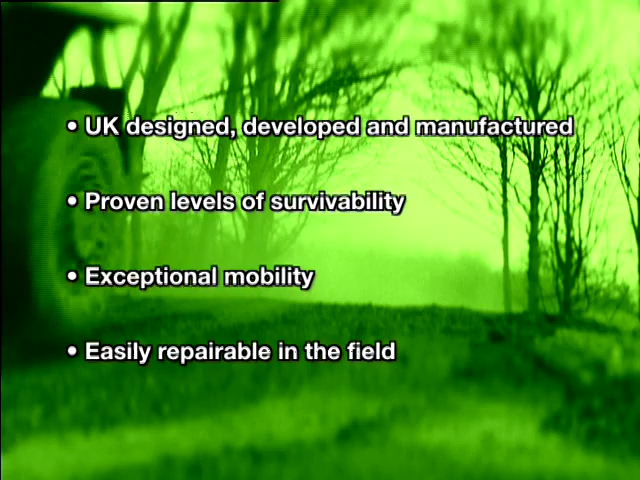 • UK designed, developed and manufactured
• Proven levels of survivability
• Exceptional mobility
• Easily repairable in the field